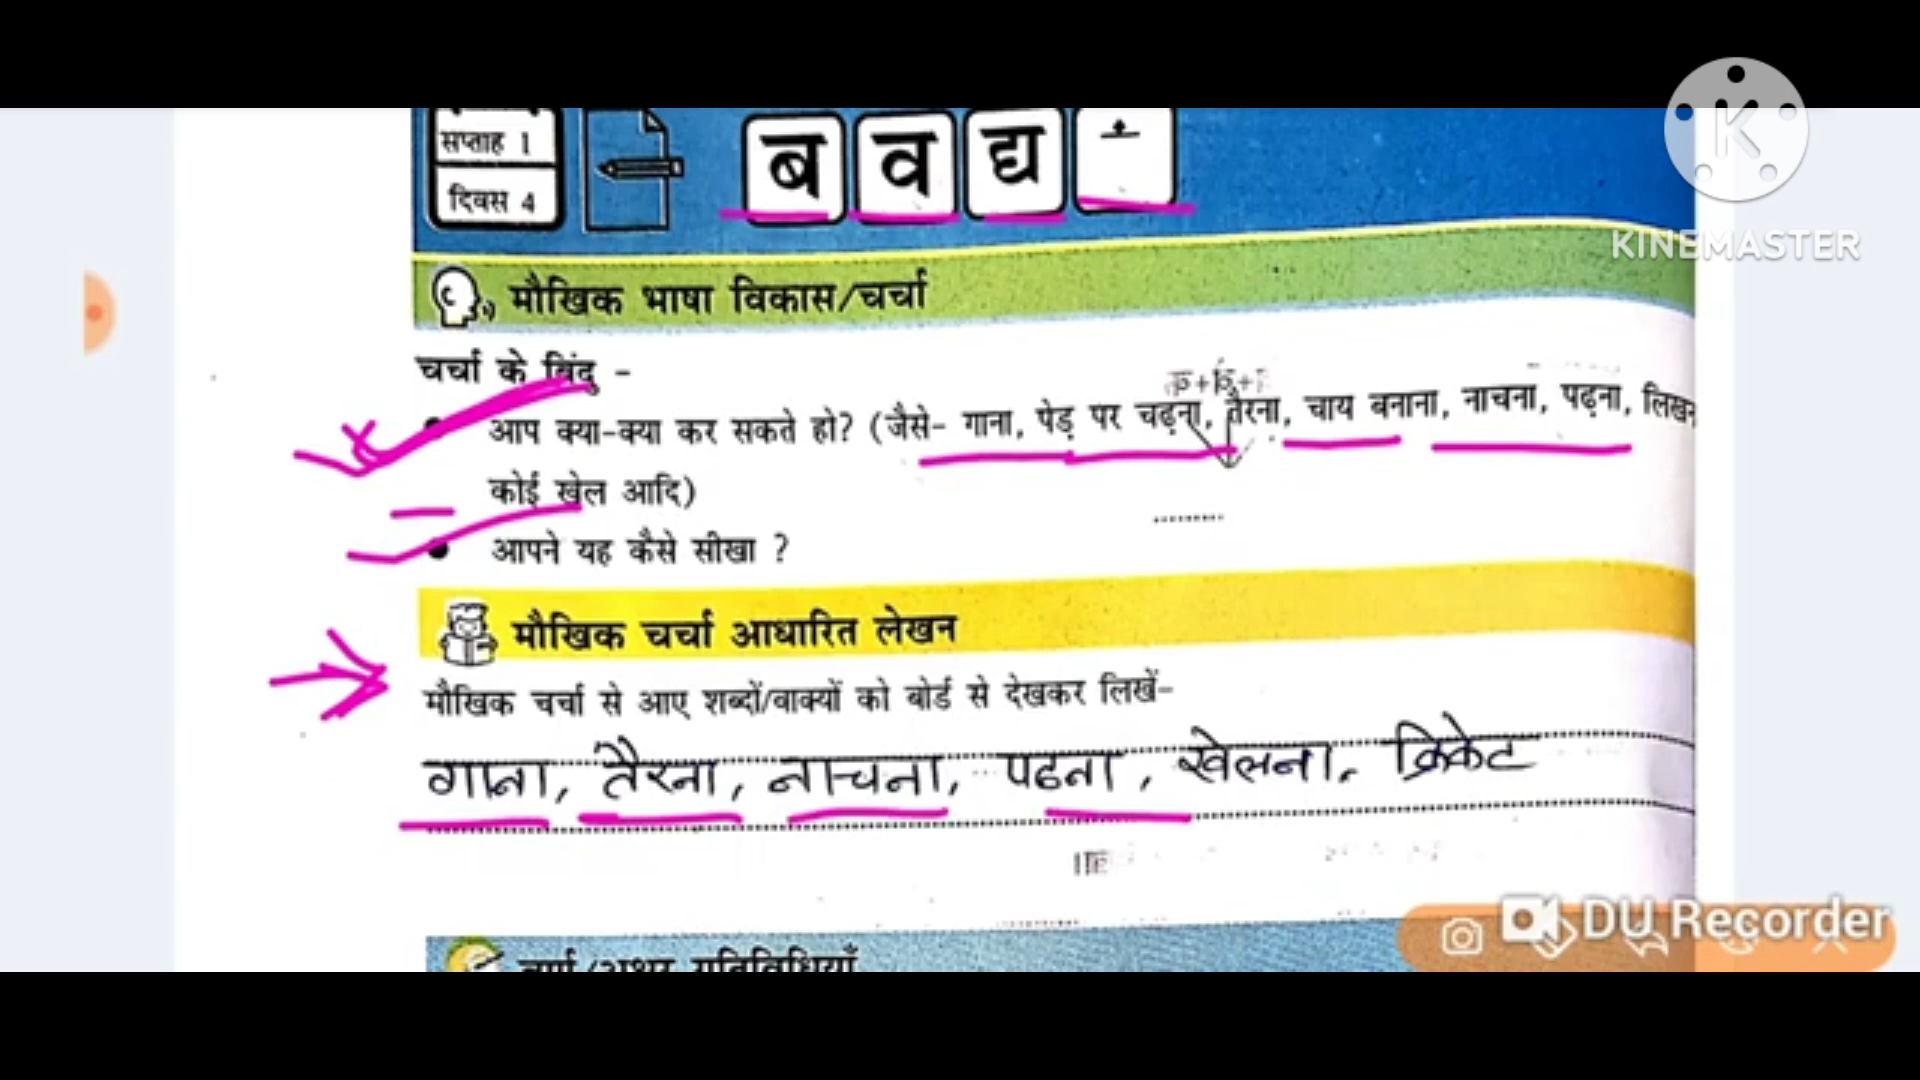 सप्ताह 1
दिवस 4
ब व द्य
मौखिक भाषा विकास/चर्चा
चर्चा के बिंदु -
आप क्या-क्या कर सकते हो? (जैसे- गाना, पेड़ पर चढ़ना, तैरना, चाय बनाना, नाचना, पढ़ना, लिखन
कोई खेल आदि)
आपने यह कैसे सीखा ?
मौखिक चर्चा आधारित लेखन
मौखिक चर्चा से आए शब्दों/वाक्यों को बोर्ड से देखकर लिखें-
गाना, तैरना, नाचना, पढना, खेलना, क्रिकेट
KINEMASTER
DU Recorder